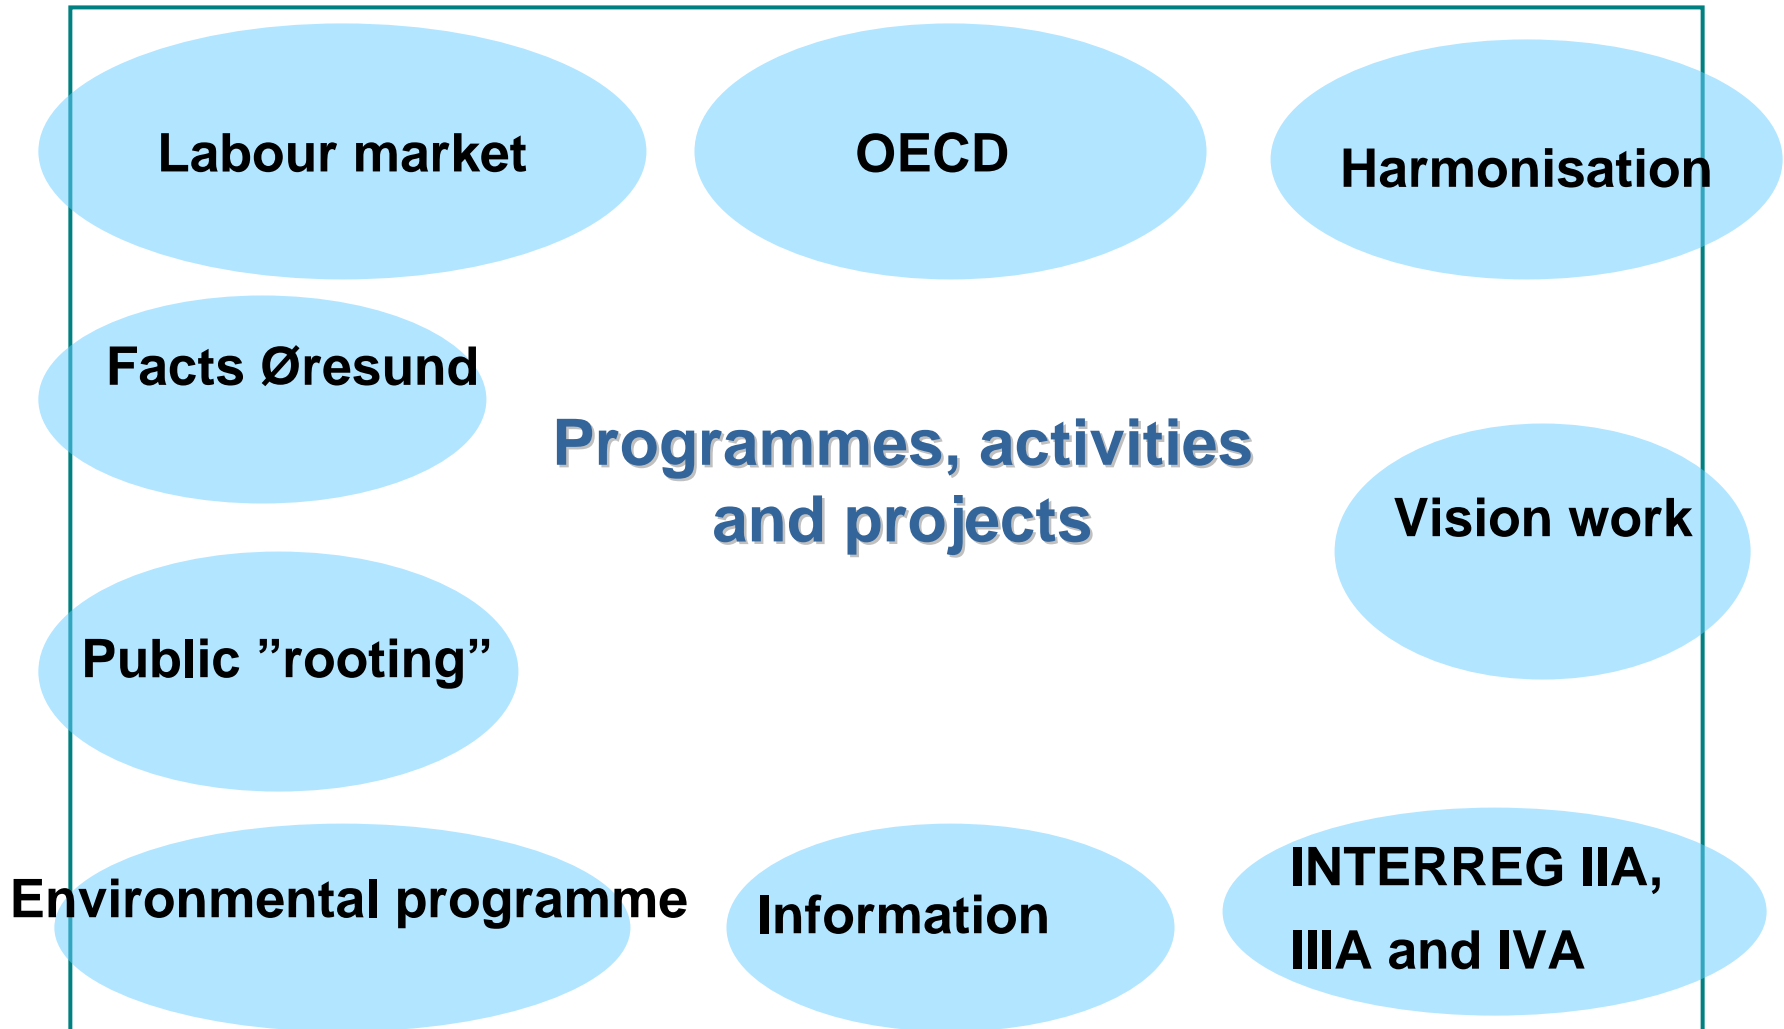 Labour market
OECD
Harmonisation
Facts Øresund
Programmes, activities
and projects
Vision work
Public ”rooting”
Environmental programme
Information
INTERREG IIA,
IIIA and IVA